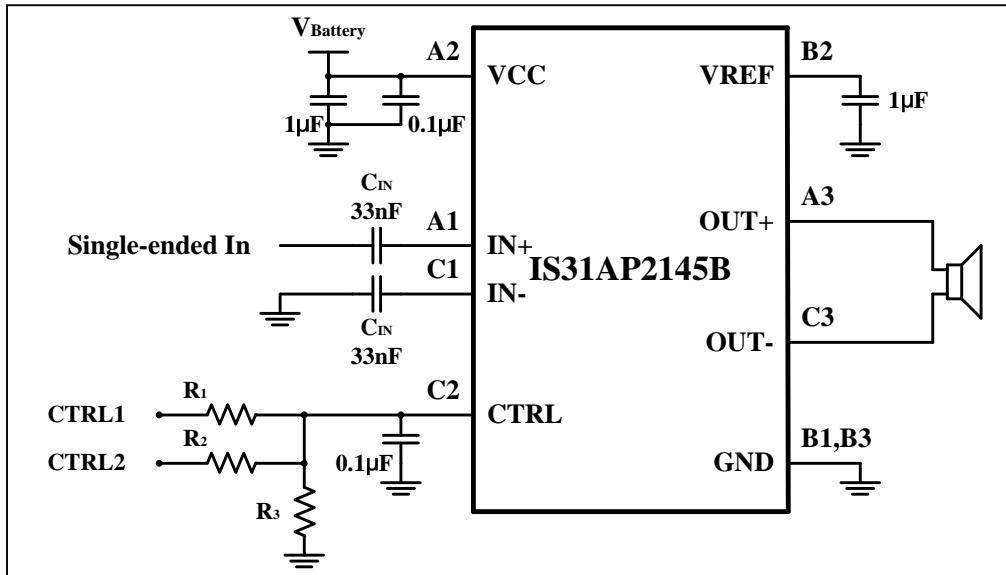 VBattery
A2
VCC
1µF
0.1µF
VREF
B2
1µF
CIN
33nF
A1
Single-ended In
IN+
C1
IN-
CIN
33nF
IS31AP2145B
A3
OUT+
C3
OUT-
R1
C2
CTRL1
CTRL
R2
CTRL2
0.1µF
R3
B1,B3
GND